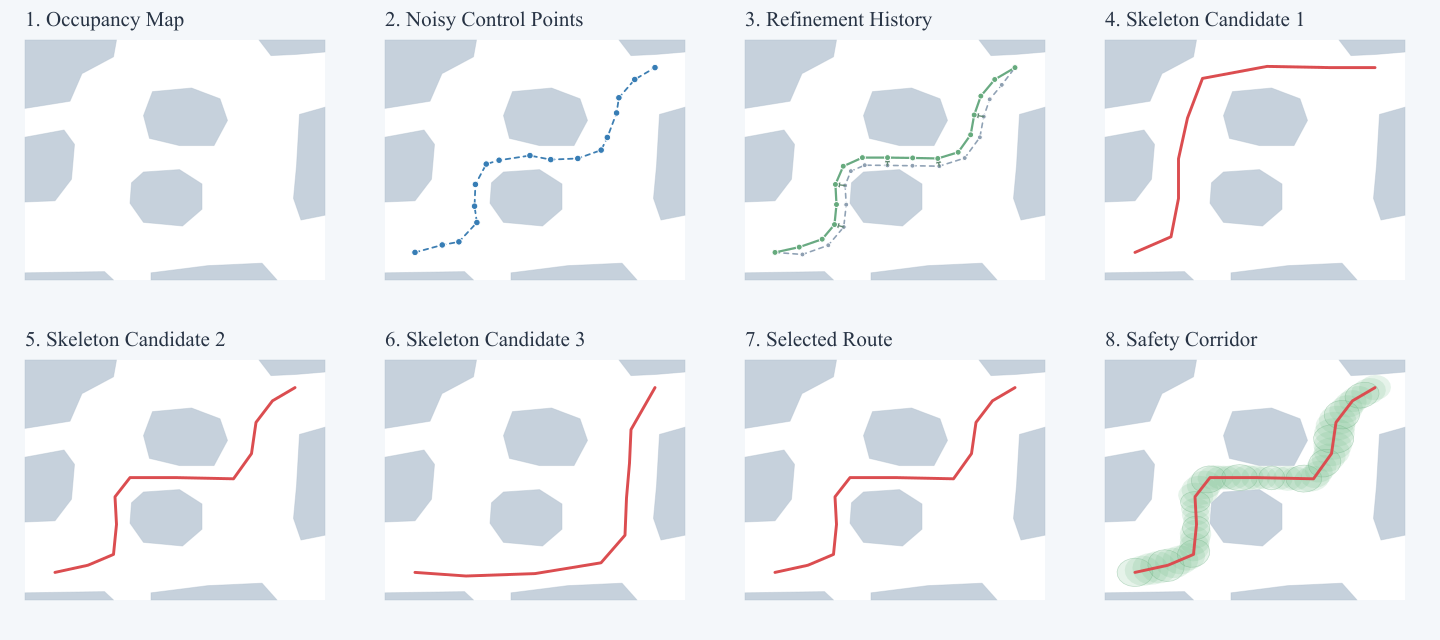 1. Occupancy Map
2. Noisy Control Points
3. Refinement History
4. Skeleton Candidate 1
5. Skeleton Candidate 2
6. Skeleton Candidate 3
7. Selected Route
8. Safety Corridor